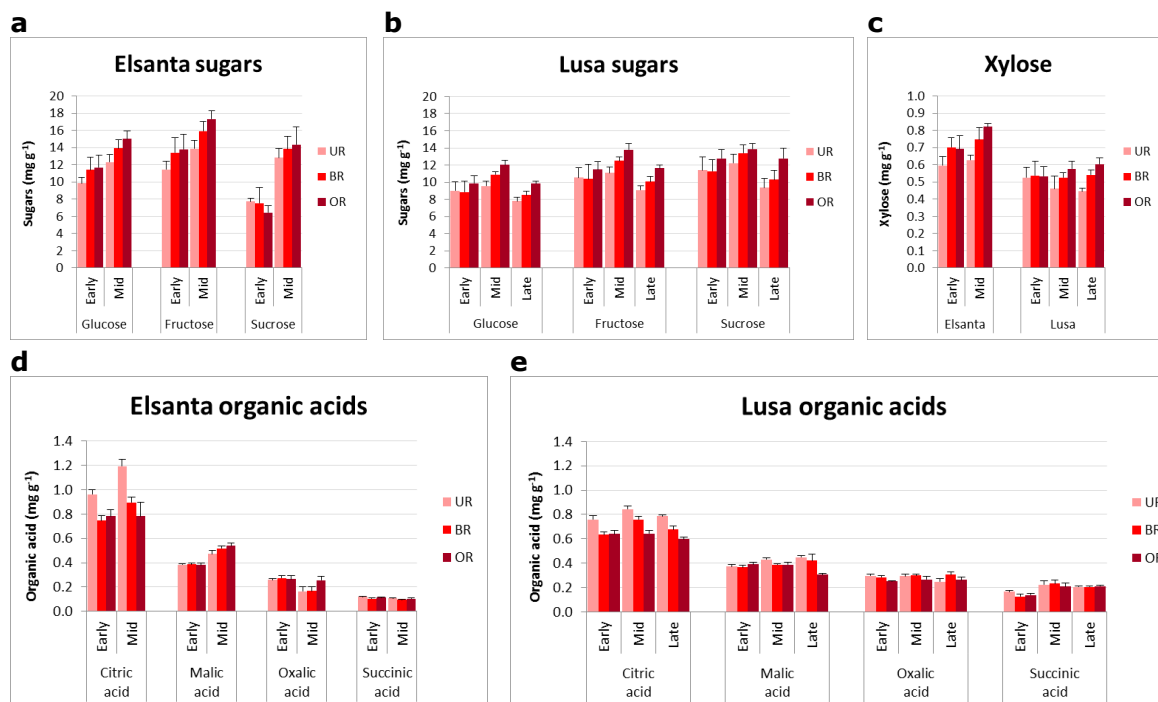 a
Elsanta sugars
Sugars (mg g⁻¹)
20
18
16
14
12
10
8
6
4
2
0
Early
Mid
Early
Mid
Early
Mid
Glucose
Fructose
Sucrose
UR
BR
OR
b
Lusa sugars
Sugars (mg g⁻¹)
20
18
16
14
12
10
8
6
4
2
0
Early
Mid
Late
Early
Mid
Late
Early
Mid
Late
Glucose
Fructose
Sucrose
UR
BR
OR
c
Xylose
Xylose (mg g⁻¹)
1.0
0.9
0.8
0.7
0.6
0.5
0.4
0.3
0.2
0.1
0.0
Early
Mid
Early
Mid
Late
Elsanta
Lusa
UR
BR
OR
d
Elsanta organic acids
Organic acid (mg g⁻¹)
1.4
1.2
1.0
0.8
0.6
0.4
0.2
0.0
Early
Mid
Early
Mid
Early
Mid
Early
Mid
Citric
acid
Malic
acid
Oxalic
acid
Succinic
acid
UR
BR
OR
e
Lusa organic acids
Organic acid (mg g⁻¹)
1.4
1.2
1.0
0.8
0.6
0.4
0.2
0.0
Early
Mid
Late
Early
Mid
Late
Early
Mid
Late
Early
Mid
Late
Citric
acid
Malic
acid
Oxalic
acid
Succinic
acid
UR
BR
OR